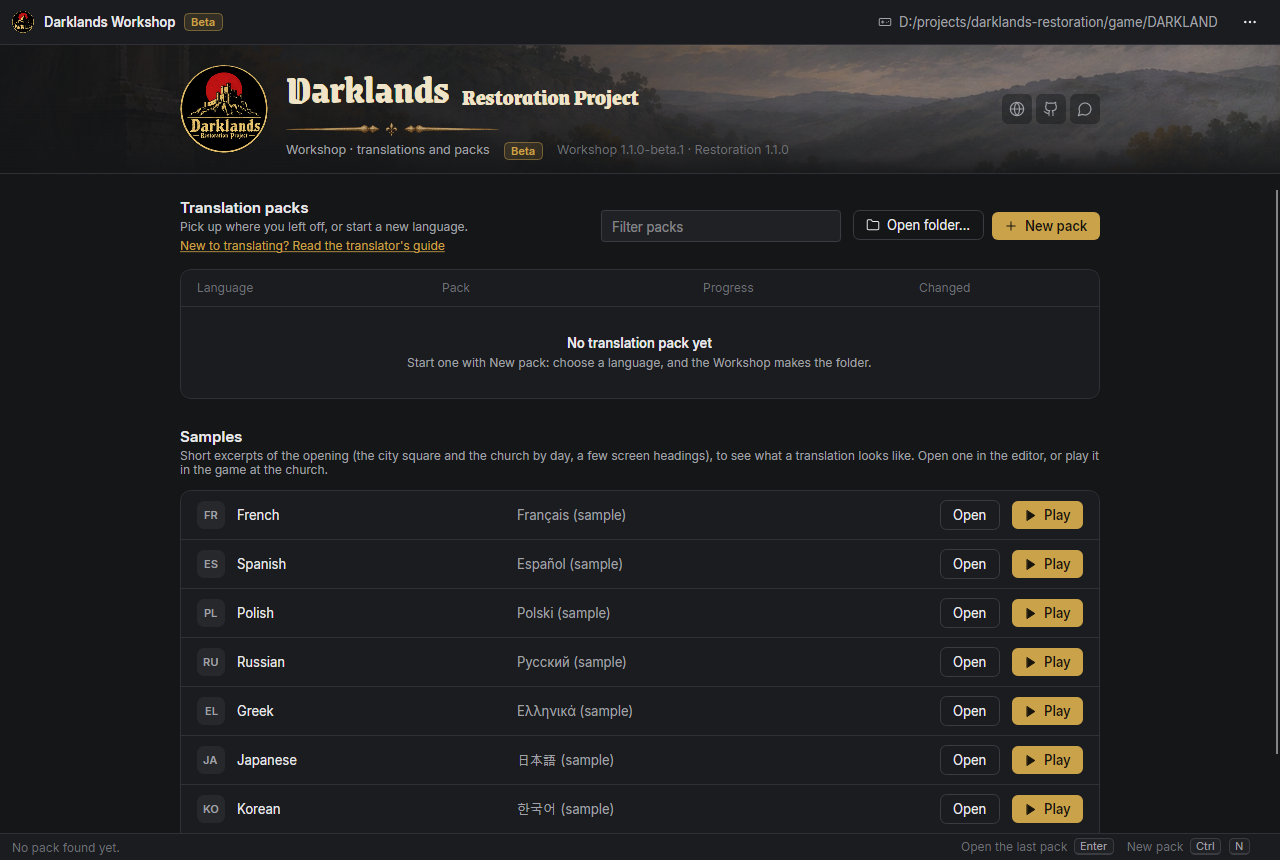 Darklands Workshop Beta
D:/projects/darklands-restoration/game/DARKLAND
Darklands
Restoration Project
Darklands Restoration Project
Workshop · translations and packs Beta Workshop 1.1.0-beta.1 · Restoration 1.1.0
Translation packs
Pick up where you left off, or start a new language.
New to translating? Read the translator's guide
Filter packs
Open folder...
+ New pack
Language Pack Progress Changed
No translation pack yet
Start one with New pack: choose a language, and the Workshop makes the folder.
Samples
Short excerpts of the opening (the city square and the church by day, a few screen headings), to see what a translation looks like. Open one in the editor, or play it
in the game at the church.
FR French Français (sample) Open Play
ES Spanish Español (sample) Open Play
PL Polish Polski (sample) Open Play
RU Russian Русский (sample) Open Play
EL Greek Ελληνικά (sample) Open Play
JA Japanese 日本語 (sample) Open Play
KO Korean 한국어 (sample) Open Play
No pack found yet.
Open the last pack Enter New pack Ctrl N